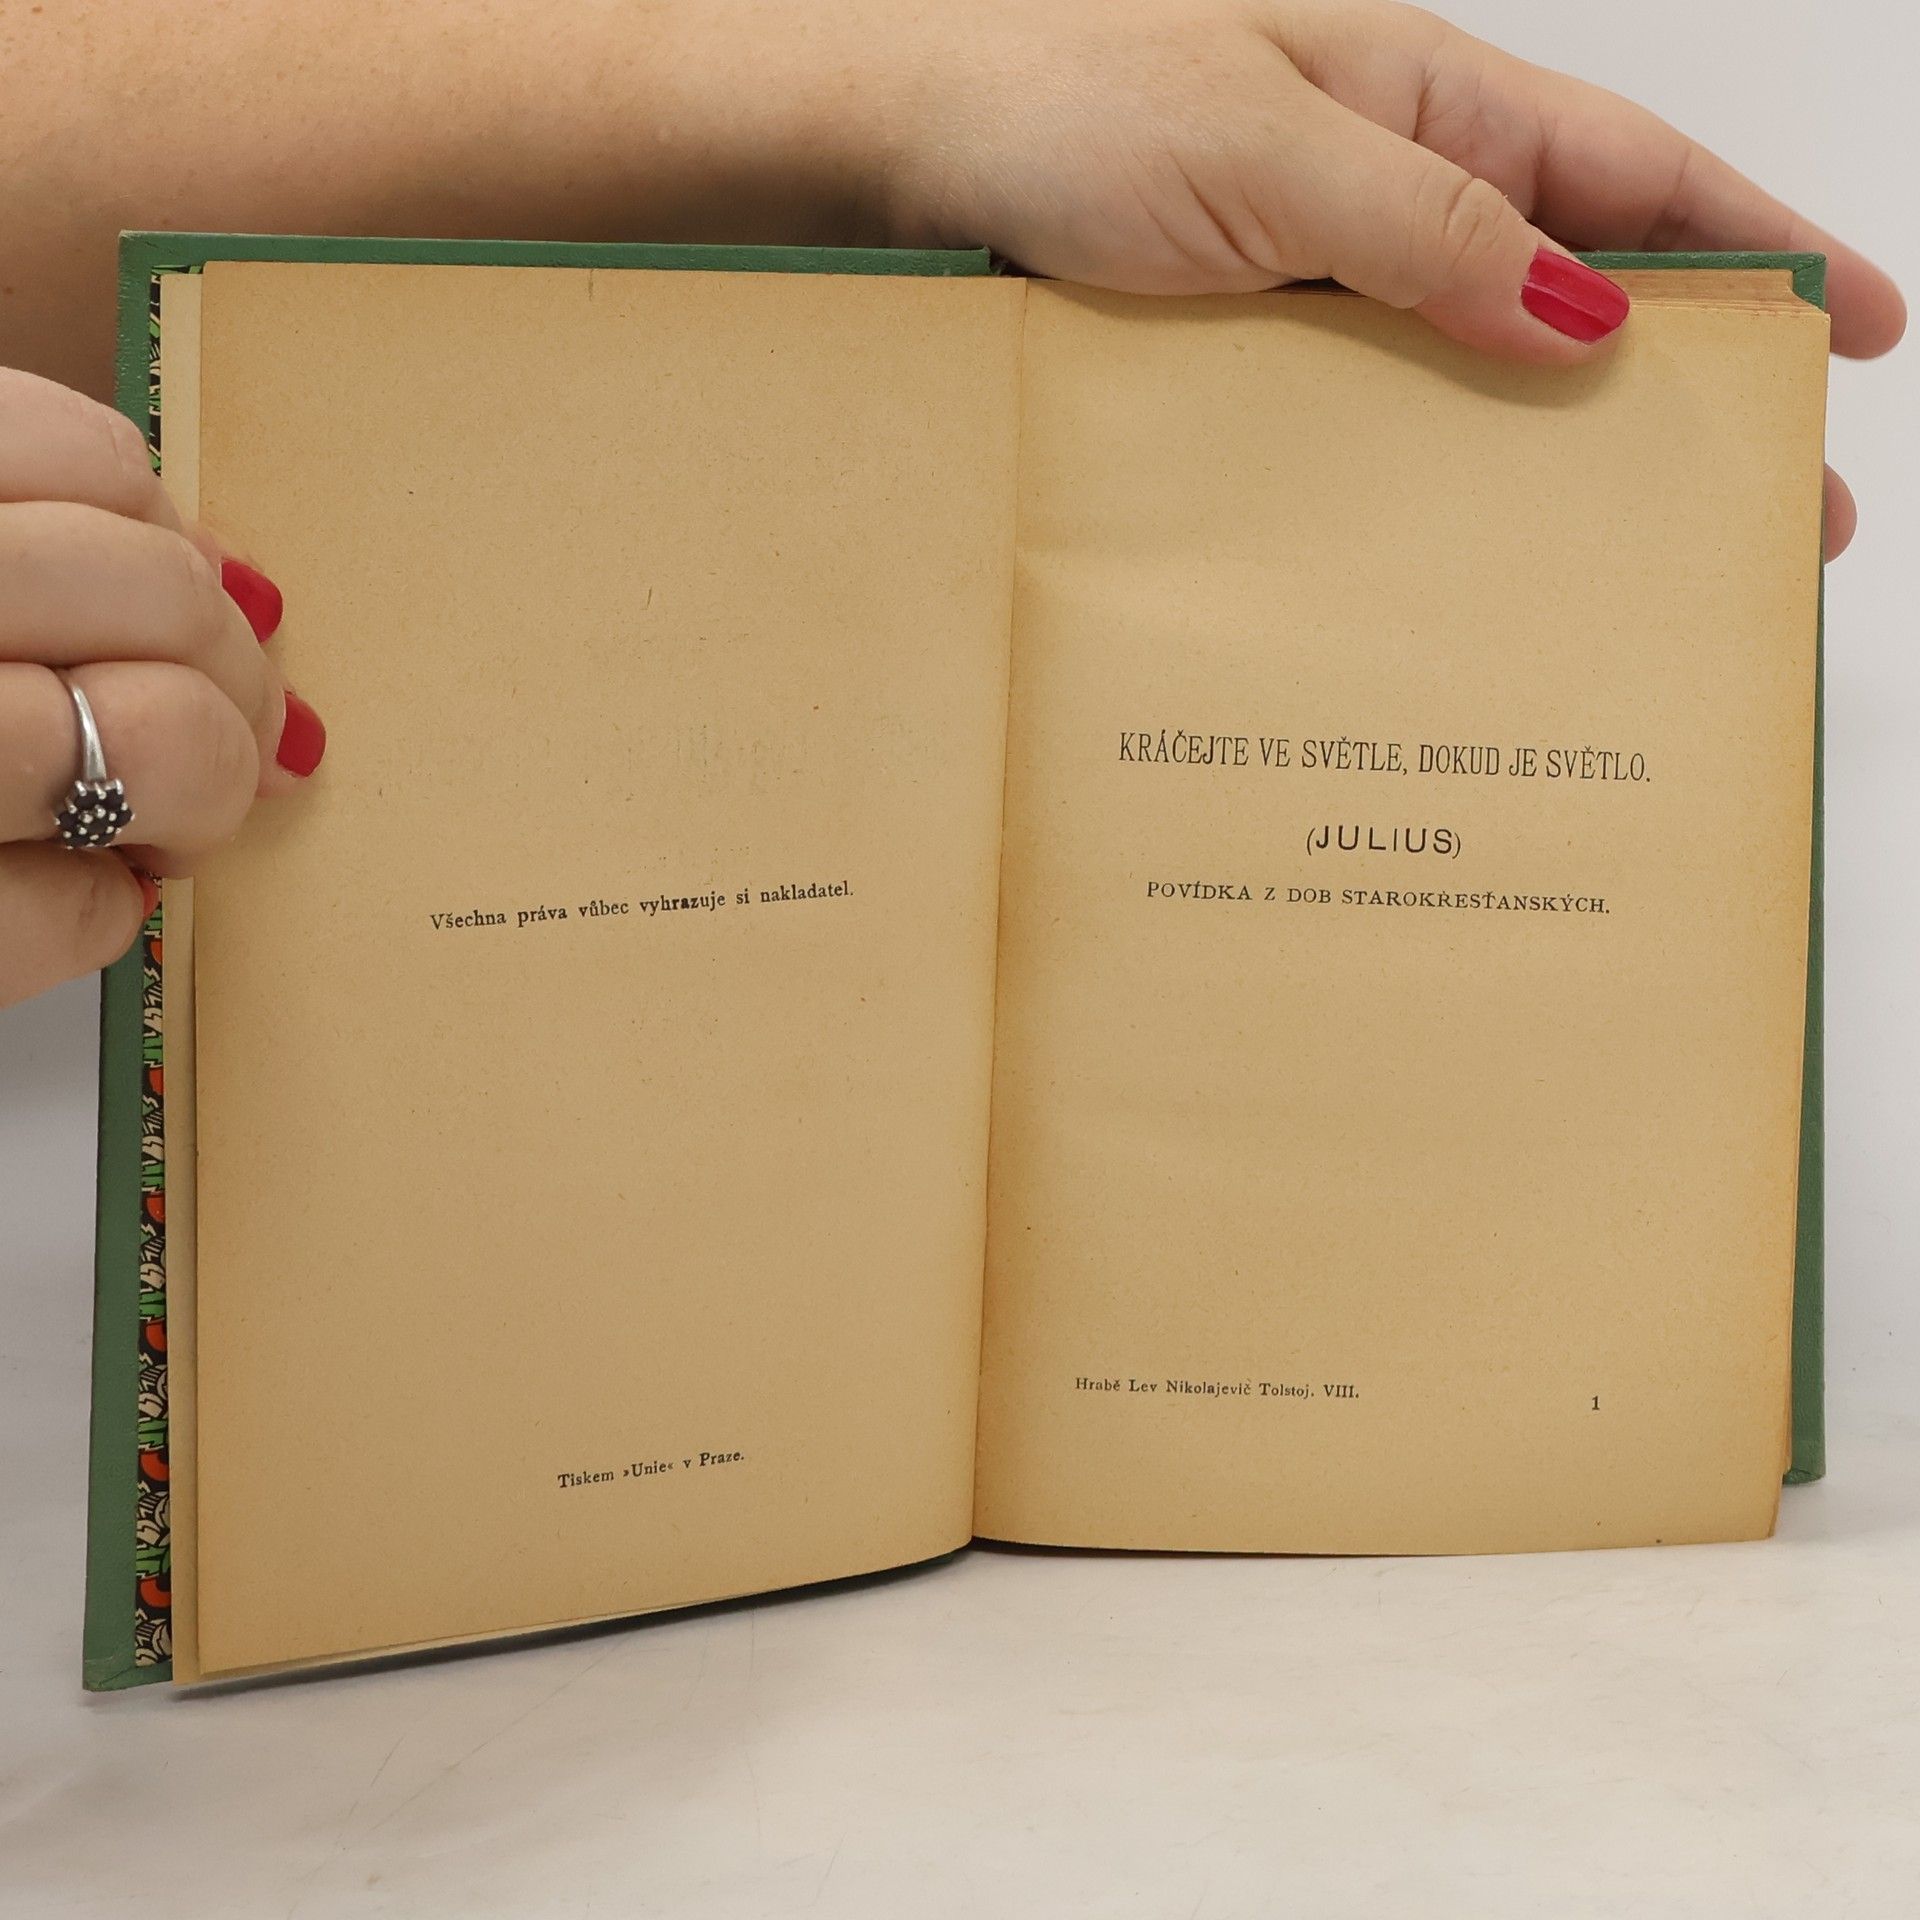 Všechna práva vůbec vyhrazuje si nakladatel.
Tiskem »Unie« v Praze.
KRÁČEJTE VE SVĚTLE, DOKUD JE SVĚTLO.
(JULIUS)
POVÍDKA Z DOB STAROKŘESŤANSKÝCH.
Hrabě Lev Nikolajevič Tolstoj. VIII.
1